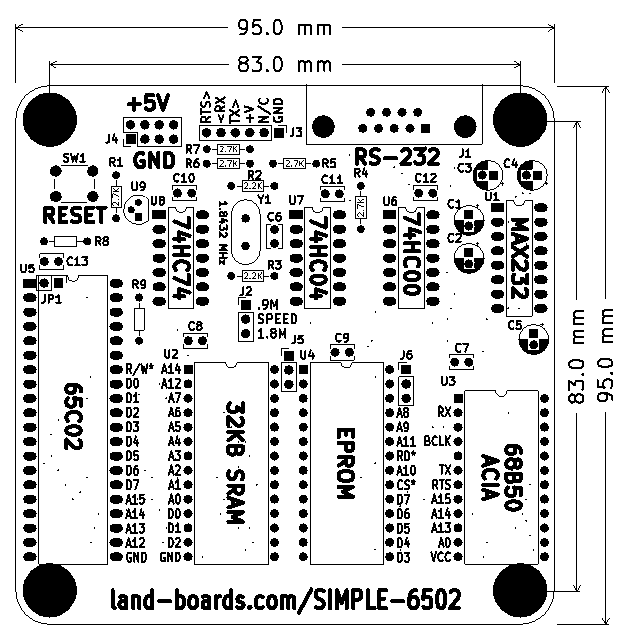 95.0 mm
83.0 mm
+5V
J4
GND
RTS>
<RX
TX>
+V
N/C
GND
J3
RS-232
J1
SW1
RESET
R1
2.7K
U9
R7
2.7K
R6
2.7K
2.7K
R5
R2
2.2K
R4
2.7K
C10
C11
C12
C3
C4
U8
74HC74
1.8432 MHz
Y1
C6
U7
74HC04
U6
74HC00
C1
C2
U1
MAX232
C5
R8
C13
U5
JP1
R9
R3
2.2K
J2
.9M
SPEED
1.8M
C8
C9
C7
J5
J6
65C02
R/W*
D0
D1
D2
D3
D4
D5
D6
D7
A15
A14
A13
A12
GND
U2
A14
A12
A7
A6
A5
A4
A3
A2
A1
A0
D0
D1
D2
GND
32KB SRAM
U4
EPROM
A8
A9
A11
RD*
A10
CS*
D7
D6
D5
D4
D3
U3
RX
BCLK
TX
RTS
A15
A14
A13
A0
VCC
68B50
ACIA
83.0 mm
95.0 mm
land-boards.com/SIMPLE-6502